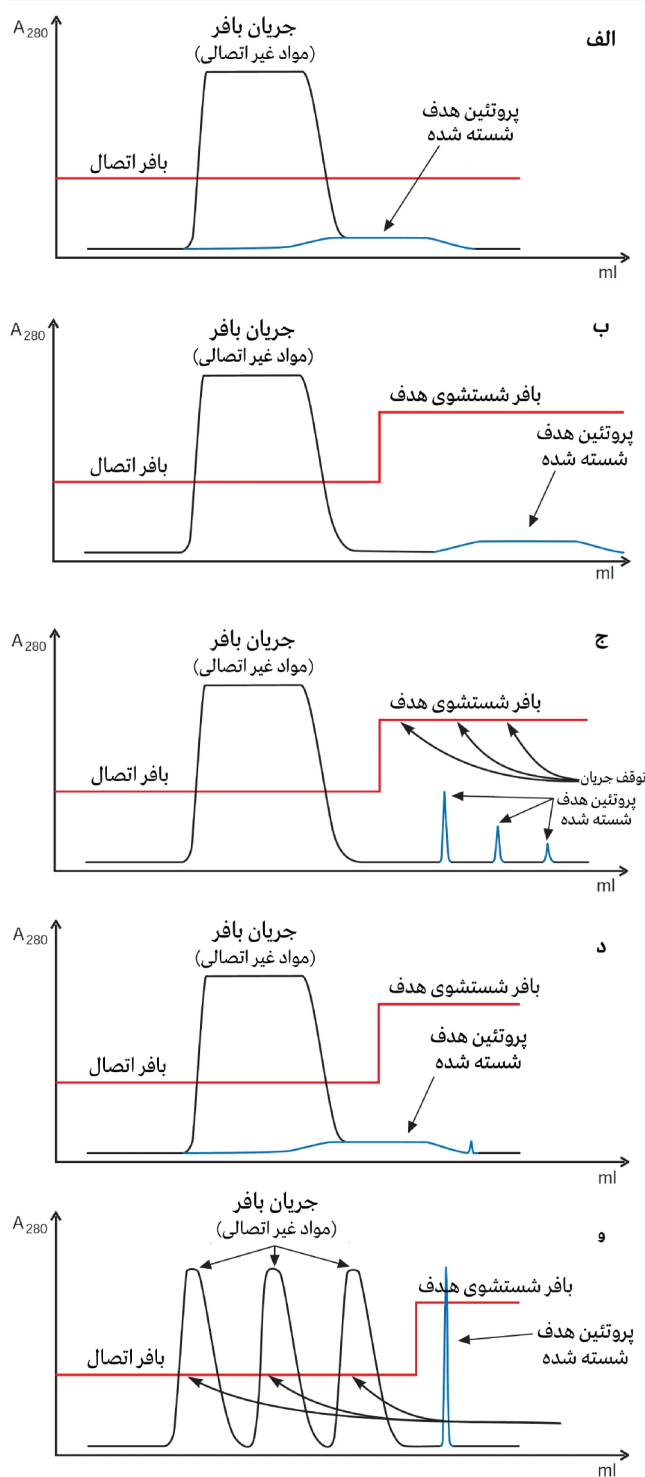 الف
A 280
جریان بافر
(مواد غیر اتصالی)
پروتئین هدف
شسته شده
بافر اتصال
ml
ب
A 280
جریان بافر
(مواد غیر اتصالی)
بافر شستشوی هدف
پروتئین هدف
شسته شده
بافر اتصال
ml
ج
A 280
جریان بافر
(مواد غیر اتصالی)
بافر شستشوی هدف
توقف جریان
بافر اتصال
پروتئین هدف
شسته شده
ml
د
A 280
جریان بافر
(مواد غیر اتصالی)
بافر شستشوی هدف
پروتئین هدف
شسته شده
بافر اتصال
ml
و
A 280
جریان بافر
(مواد غیر اتصالی)
بافر شستشوی هدف
پروتئین هدف
شسته شده
بافر اتصال
ml